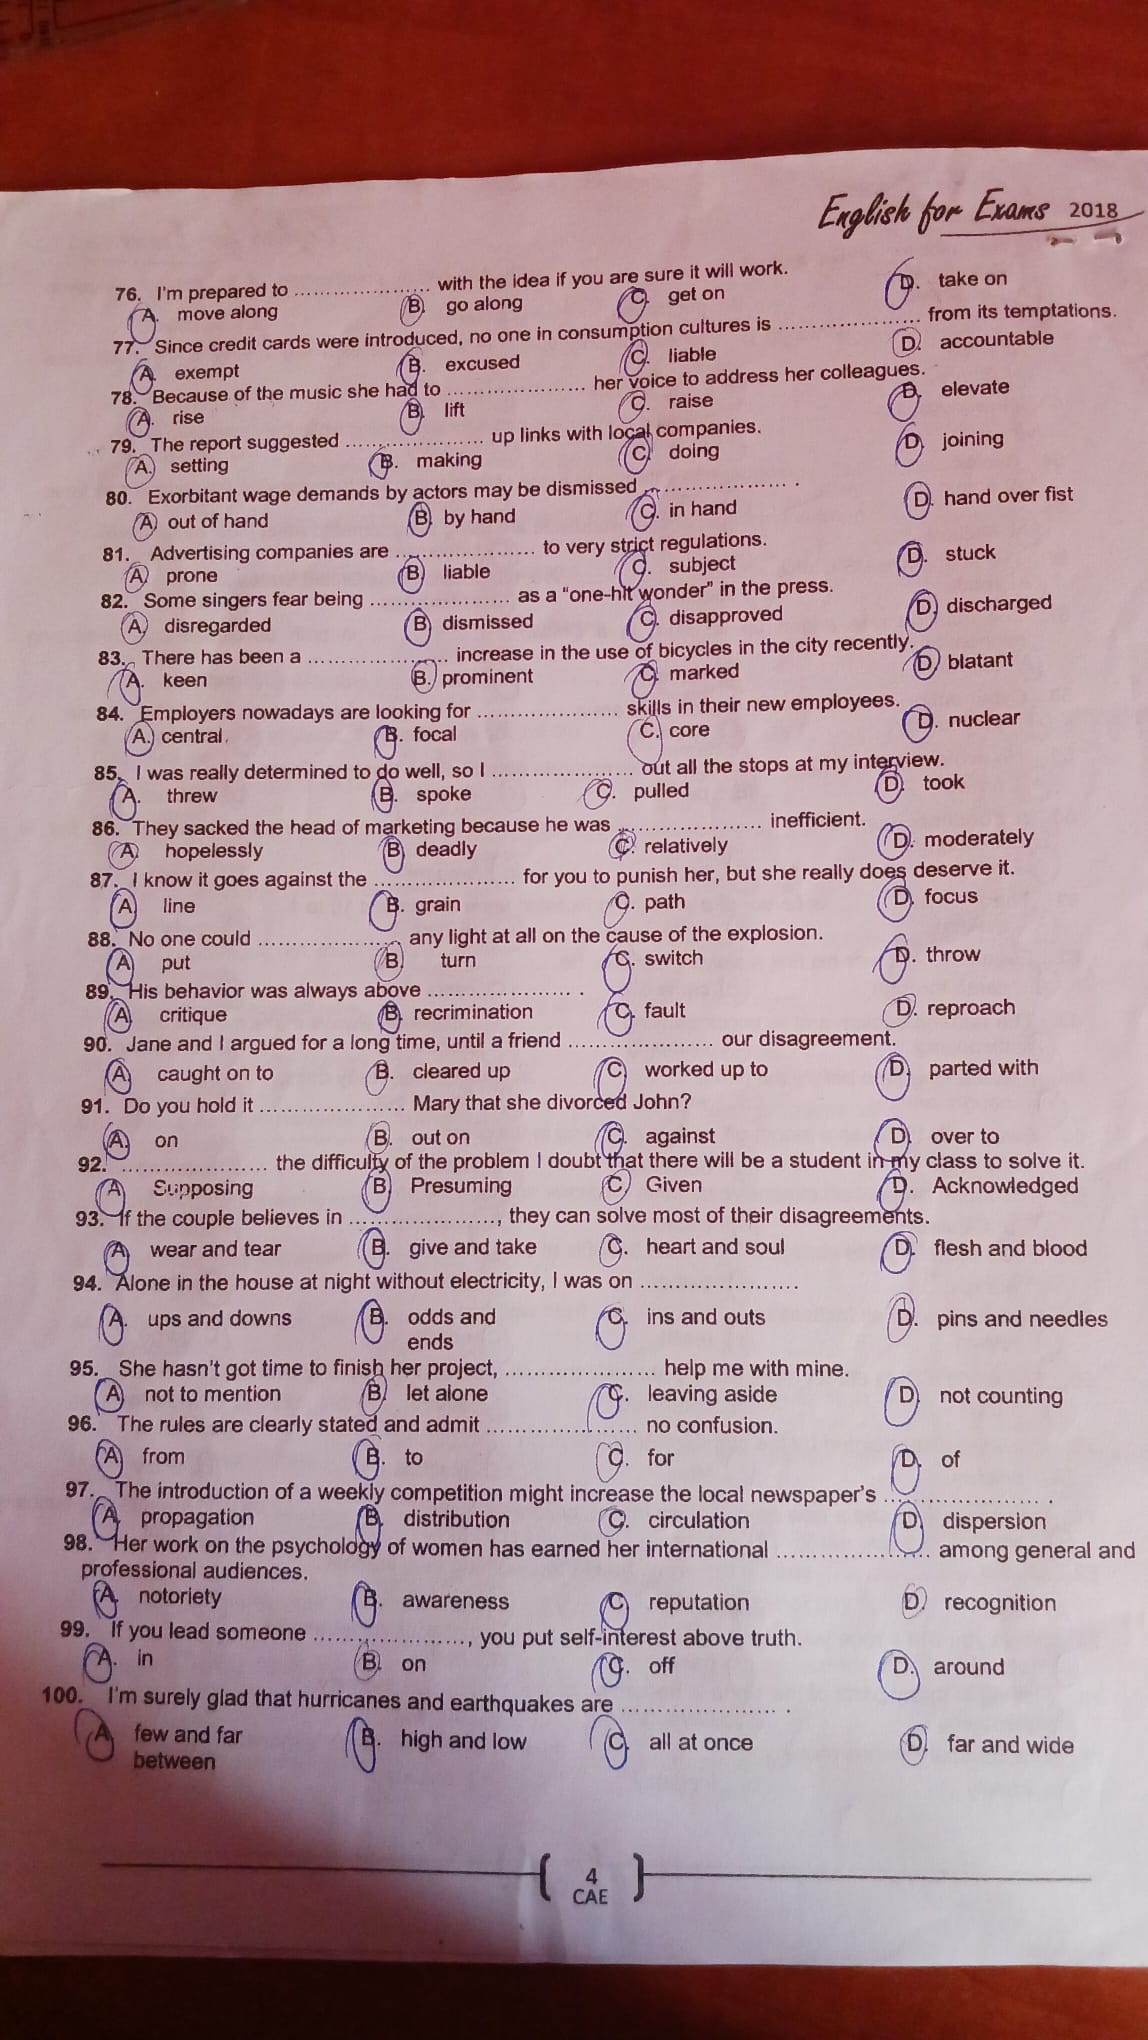 English for Exams 2018
76. I'm prepared to .................... with the idea if you are sure it will work.
A. move along B. go along C. get on D. take on
77. Since credit cards were introduced, no one in consumption cultures is .................... from its temptations.
A. exempt B. excused C. liable D. accountable
78. Because of the music she had to .................... her voice to address her colleagues.
A. rise B. lift C. raise D. elevate
79. The report suggested .................... up links with local companies.
A. setting B. making C. doing D. joining
80. Exorbitant wage demands by actors may be dismissed .................... .
A. out of hand B. by hand C. in hand D. hand over fist
81. Advertising companies are .................... to very strict regulations.
A. prone B. liable C. subject D. stuck
82. Some singers fear being .................... as a “one-hit wonder” in the press.
A. disregarded B. dismissed C. disapproved D. discharged
83. There has been a .................... increase in the use of bicycles in the city recently.
A. keen B. prominent C. marked D. blatant
84. Employers nowadays are looking for .................... skills in their new employees.
A. central B. focal C. core D. nuclear
85. I was really determined to do well, so I .................... out all the stops at my interview.
A. threw B. spoke C. pulled D. took
86. They sacked the head of marketing because he was .................... inefficient.
A. hopelessly B. deadly C. relatively D. moderately
87. I know it goes against the .................... for you to punish her, but she really does deserve it.
A. line B. grain C. path D. focus
88. No one could .................... any light at all on the cause of the explosion.
A. put B. turn C. switch D. throw
89. His behavior was always above .................... .
A. critique B. recrimination C. fault D. reproach
90. Jane and I argued for a long time, until a friend .................... our disagreement.
A. caught on to B. cleared up C. worked up to D. parted with
91. Do you hold it .................... Mary that she divorced John?
A. on B. out on C. against D. over to
92. .................... the difficulty of the problem I doubt that there will be a student in my class to solve it.
A. Supposing B. Presuming C. Given D. Acknowledged
93. If the couple believes in ...................., they can solve most of their disagreements.
A. wear and tear B. give and take C. heart and soul D. flesh and blood
94. Alone in the house at night without electricity, I was on ....................
A. ups and downs B. odds and C. ins and outs D. pins and needles
ends
95. She hasn't got time to finish her project, .................... help me with mine.
A. not to mention B. let alone C. leaving aside D. not counting
96. The rules are clearly stated and admit .................... no confusion.
A. from B. to C. for D. of
97. The introduction of a weekly competition might increase the local newspaper's .................... .
A. propagation B. distribution C. circulation D. dispersion
98. Her work on the psychology of women has earned her international .................... among general and
professional audiences.
A. notoriety B. awareness C. reputation D. recognition
99. If you lead someone ...................., you put self-interest above truth.
A. in B. on C. off D. around
100. I'm surely glad that hurricanes and earthquakes are .................... .
A. few and far B. high and low C. all at once D. far and wide
between
4
CAE